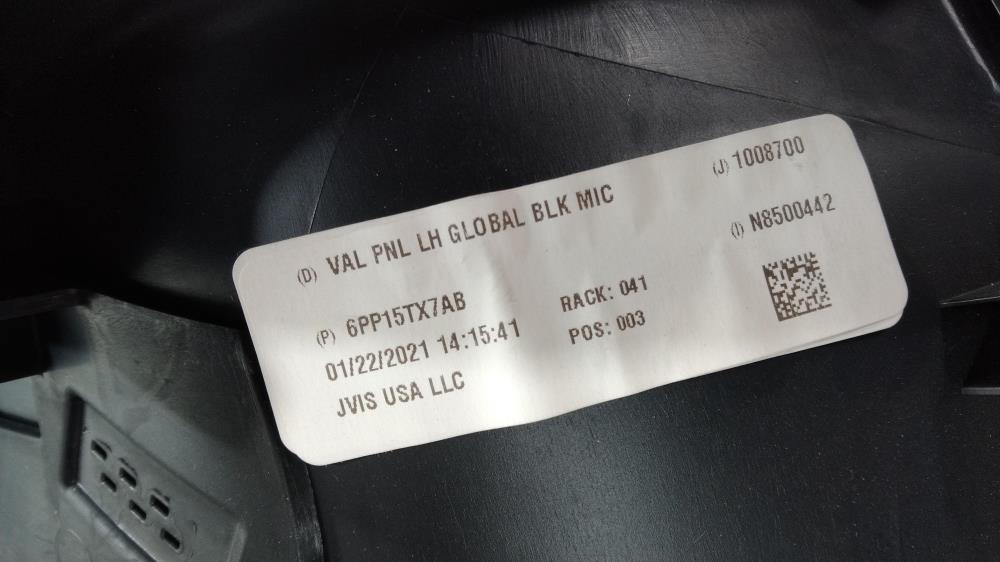 (D) VAL PNL LH GLOBAL BLK MIC
(J) 1008700
(I) N8500442
(P) 6PP15TX7AB
RACK: 041
01/22/2021 14:15:41
POS: 003
JVIS USA LLC